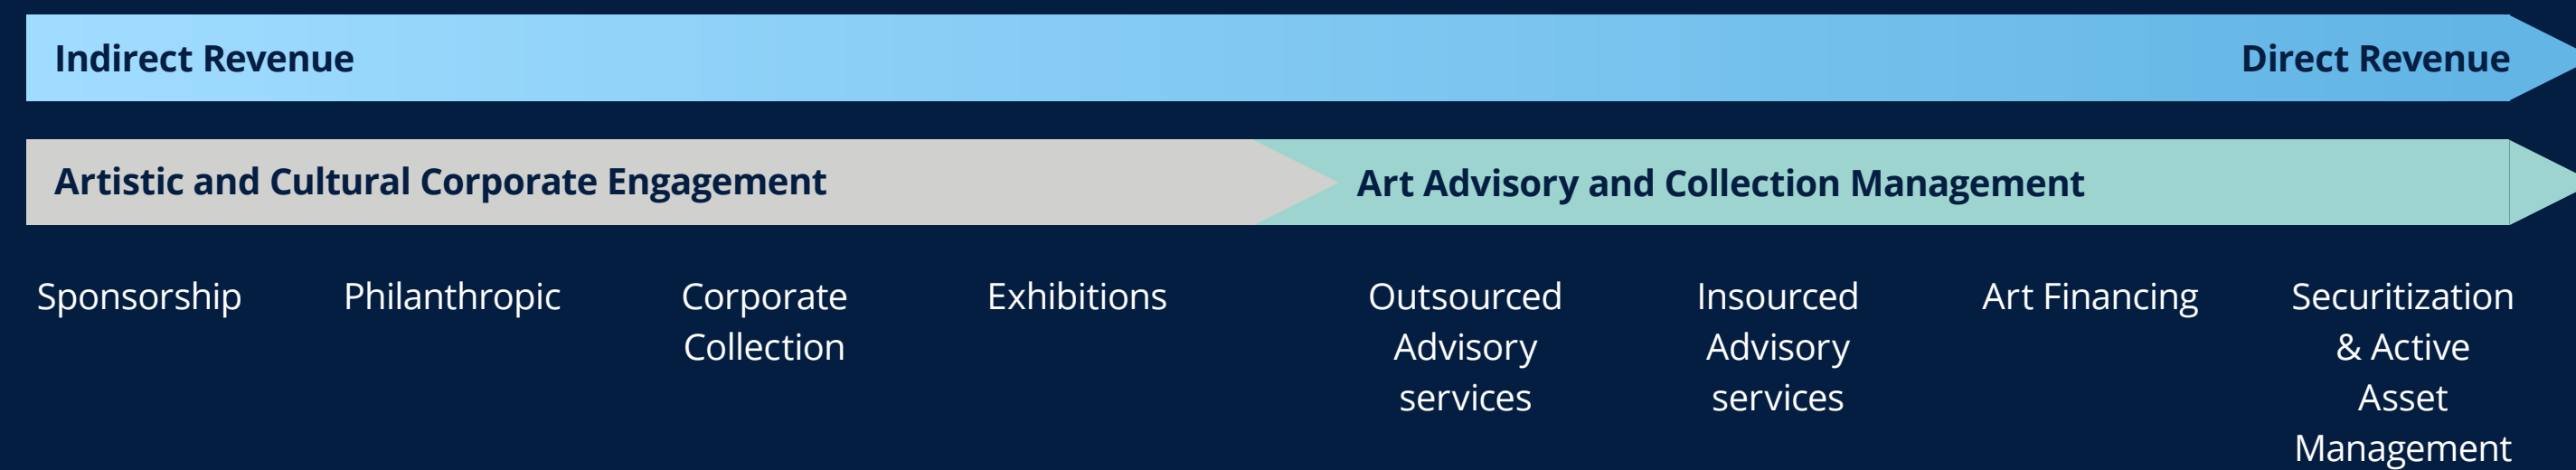 Indirect Revenue
Direct Revenue
Artistic and Cultural Corporate Engagement
Art Advisory and Collection Management
Sponsorship
Philanthropic
Corporate
Collection
Exhibitions
Outsourced
Advisory
services
Insourced
Advisory
services
Art Financing
Securitization
& Active
Asset
Management